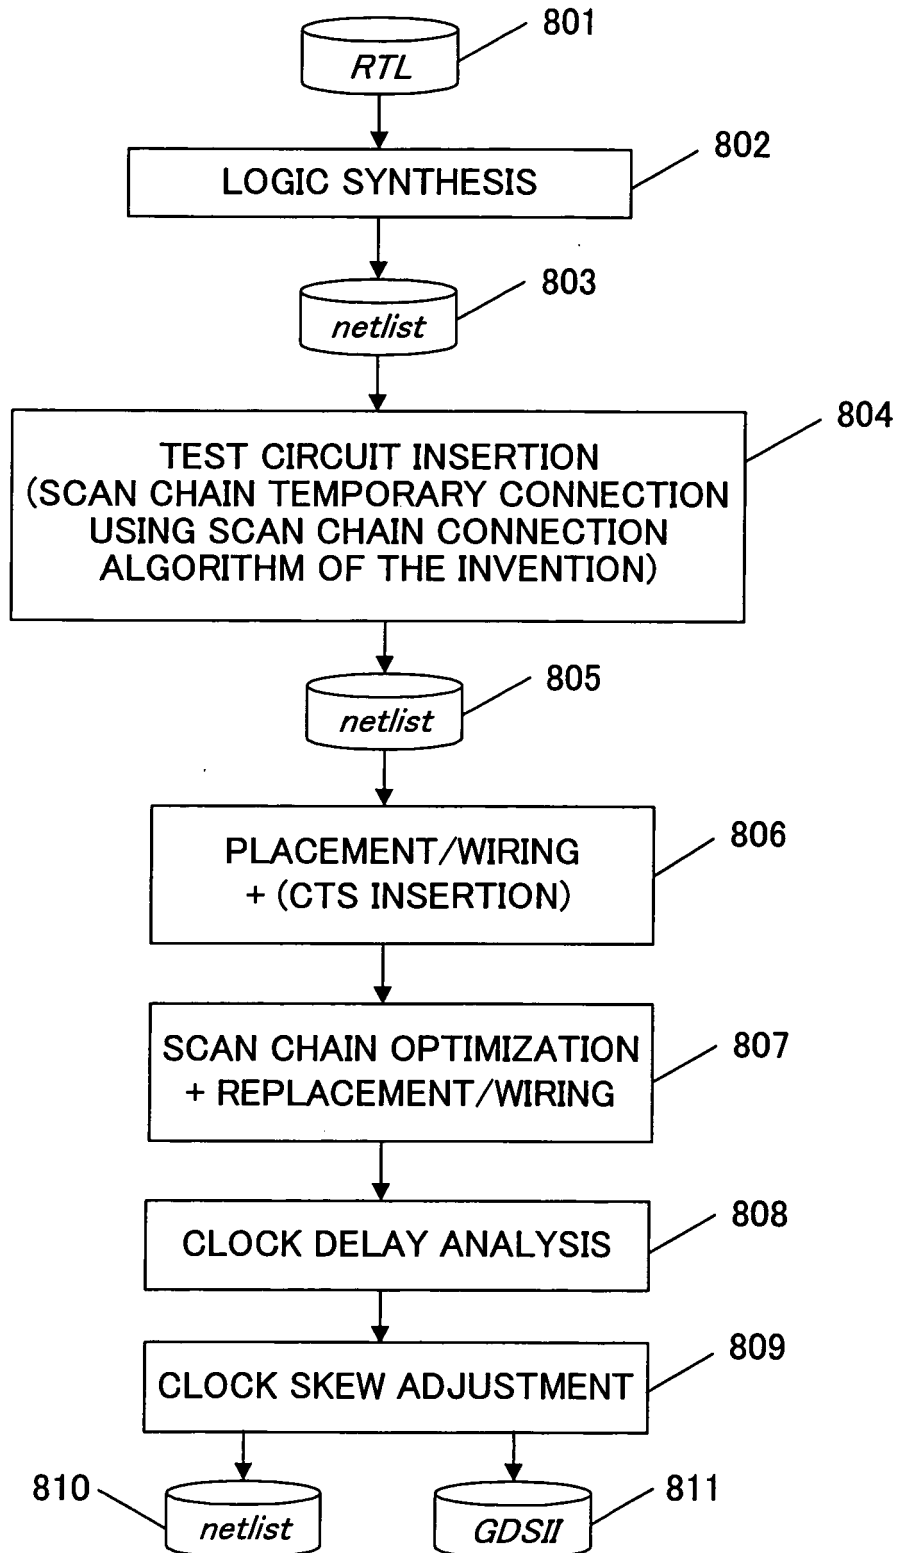 801
RTL
802
LOGIC SYNTHESIS
803
netlist
804
TEST CIRCUIT INSERTION
(SCAN CHAIN TEMPORARY CONNECTION
USING SCAN CHAIN CONNECTION
ALGORITHM OF THE INVENTION)
805
netlist
806
PLACEMENT/WIRING
+ (CTS INSERTION)
807
SCAN CHAIN OPTIMIZATION
+ REPLACEMENT/WIRING
808
CLOCK DELAY ANALYSIS
809
CLOCK SKEW ADJUSTMENT
810
netlist
811
GDSII